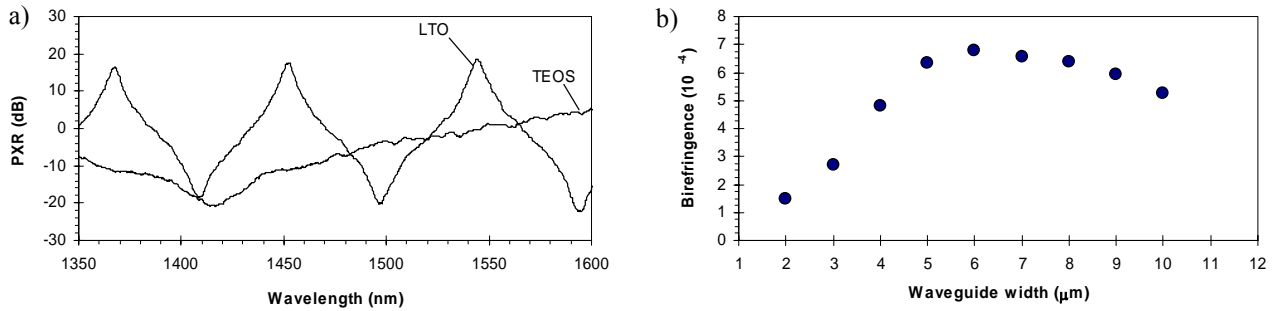 a)
30
20
10
0
-10
-20
-30
PXR (dB)
LTO
TEOS
1350 1400 1450 1500 1550 1600
Wavelength (nm)
b)
8
7
6
5
4
3
2
1
0
Birefringence (10 -4)
1 2 3 4 5 6 7 8 9 10 11 12
Waveguide width (μm)